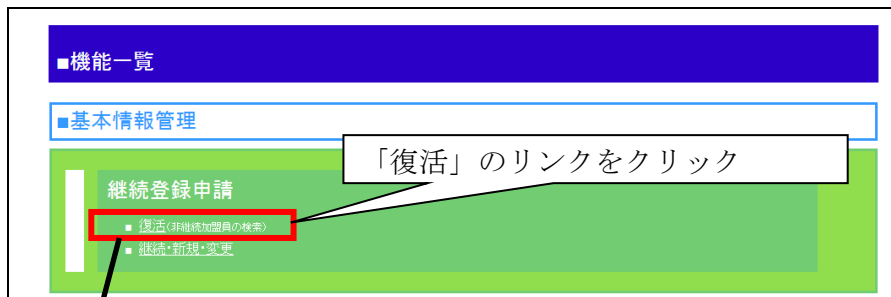 ■機能一覧
■基本情報管理
「復活」のリンクをクリック
継続登録申請
■ 復活(非継続加盟員の検索)
■ 継続・新規・変更